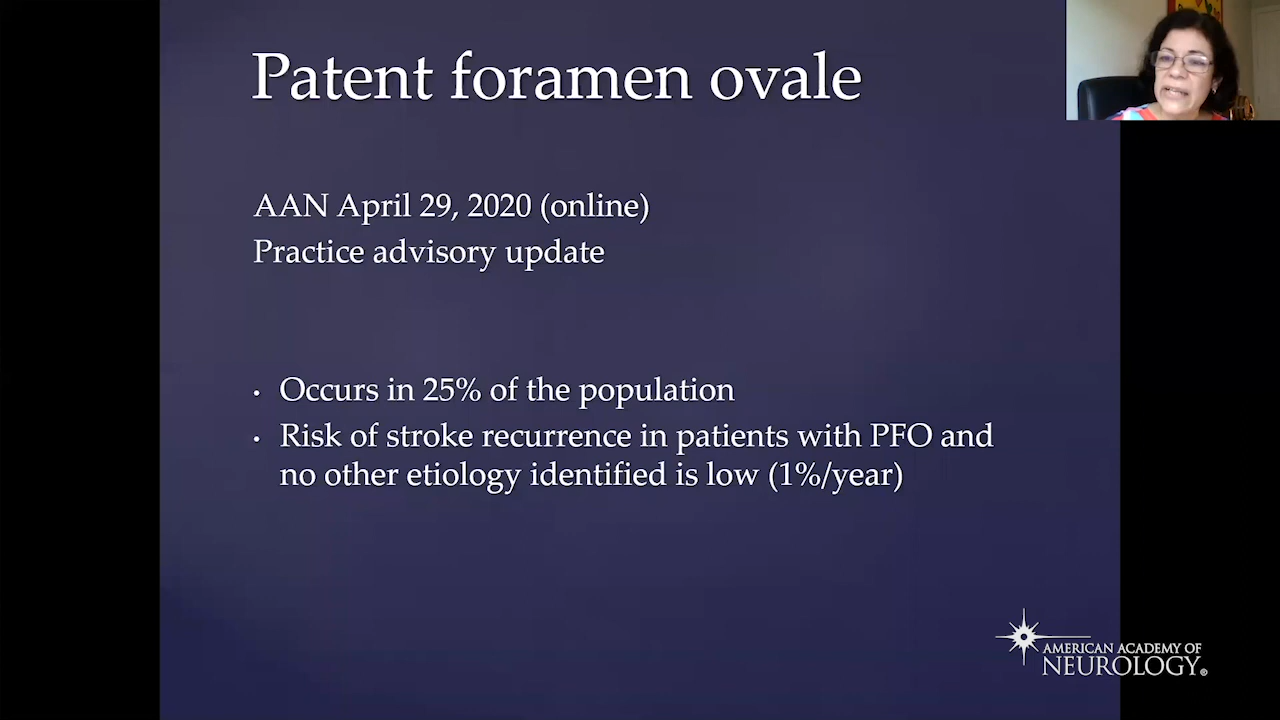 Patent foramen ovale
AAN April 29, 2020 (online)
Practice advisory update
• Occurs in 25% of the population
• Risk of stroke recurrence in patients with PFO and
no other etiology identified is low (1%/year)
AMERICAN ACADEMY OF
NEUROLOGY®